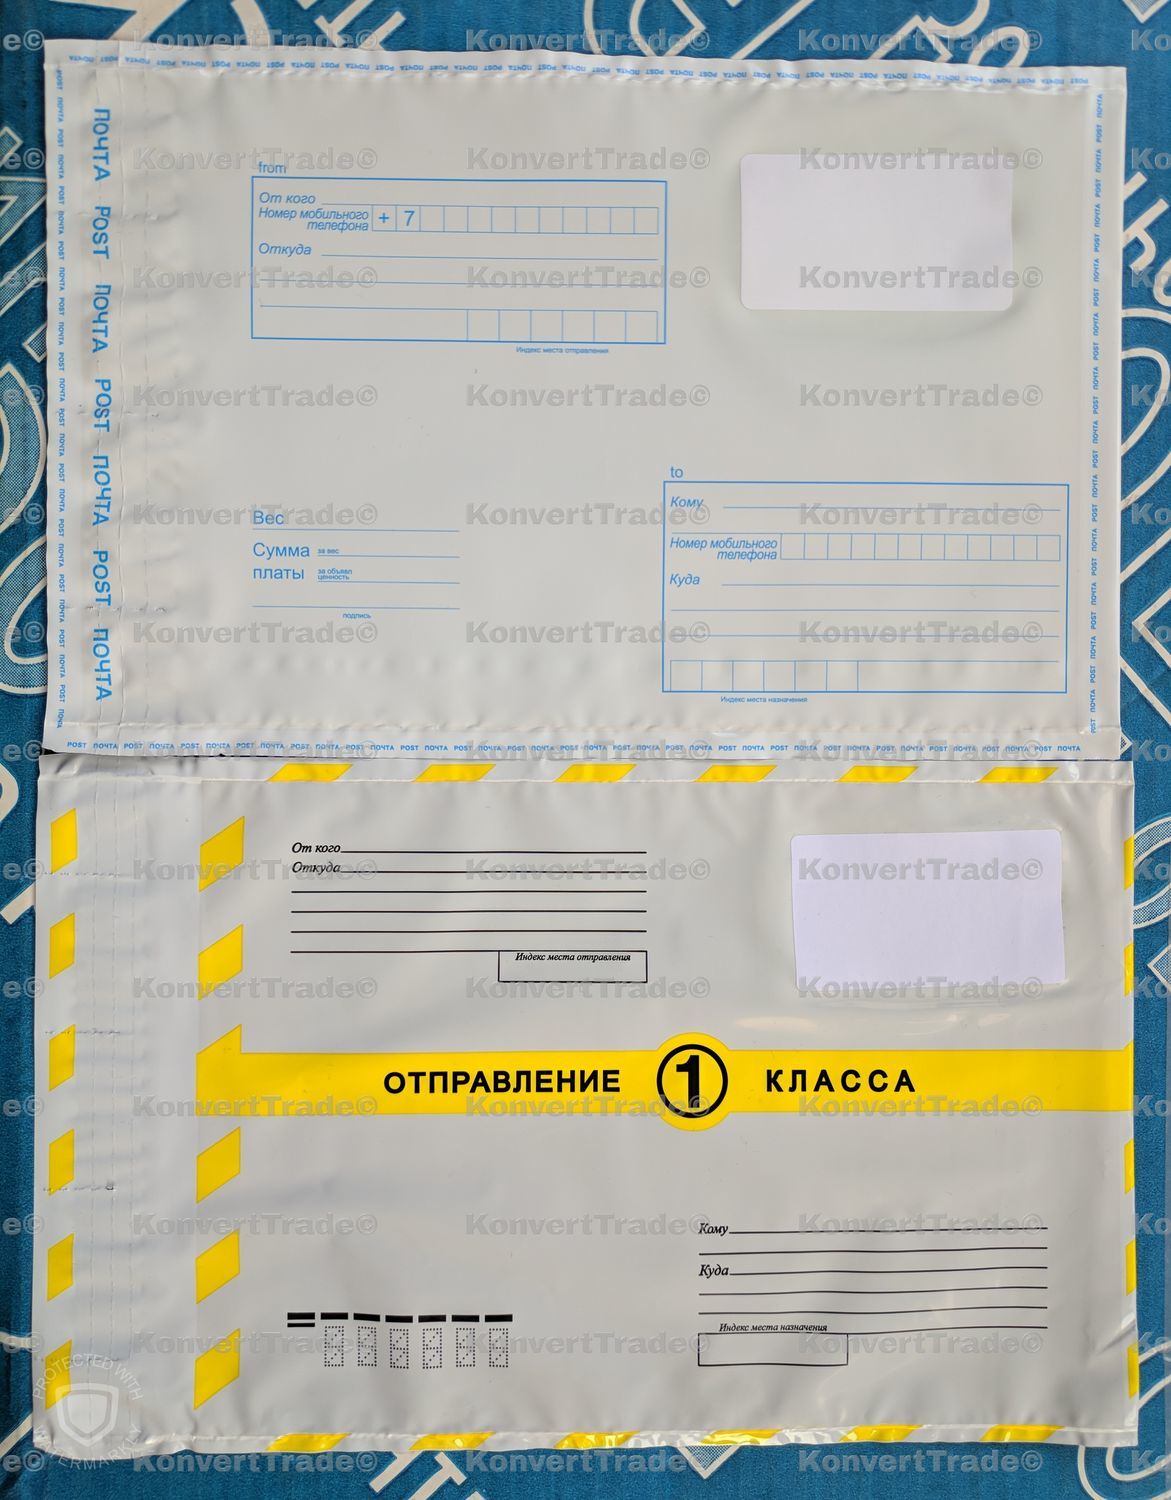 KonvertTrade©
ПОЧТА POST ПОЧТА POST ПОЧТА POST ПОЧТА
from
От кого
Номер мобильного
телефона + 7
Откуда
Индекс места отправления
to
Кому
Номер мобильного
телефона
Куда
Индекс места назначения
Вес
Сумма за вес
платы за объявл
ценность
подпись
POST ПОЧТА POST ПОЧТА POST ПОЧТА POST ПОЧТА
От кого
Откуда
Индекс места отправления
ОТПРАВЛЕНИЕ 1 КЛАССА
Кому
Куда
Индекс места назначения
PROTECTED WITH